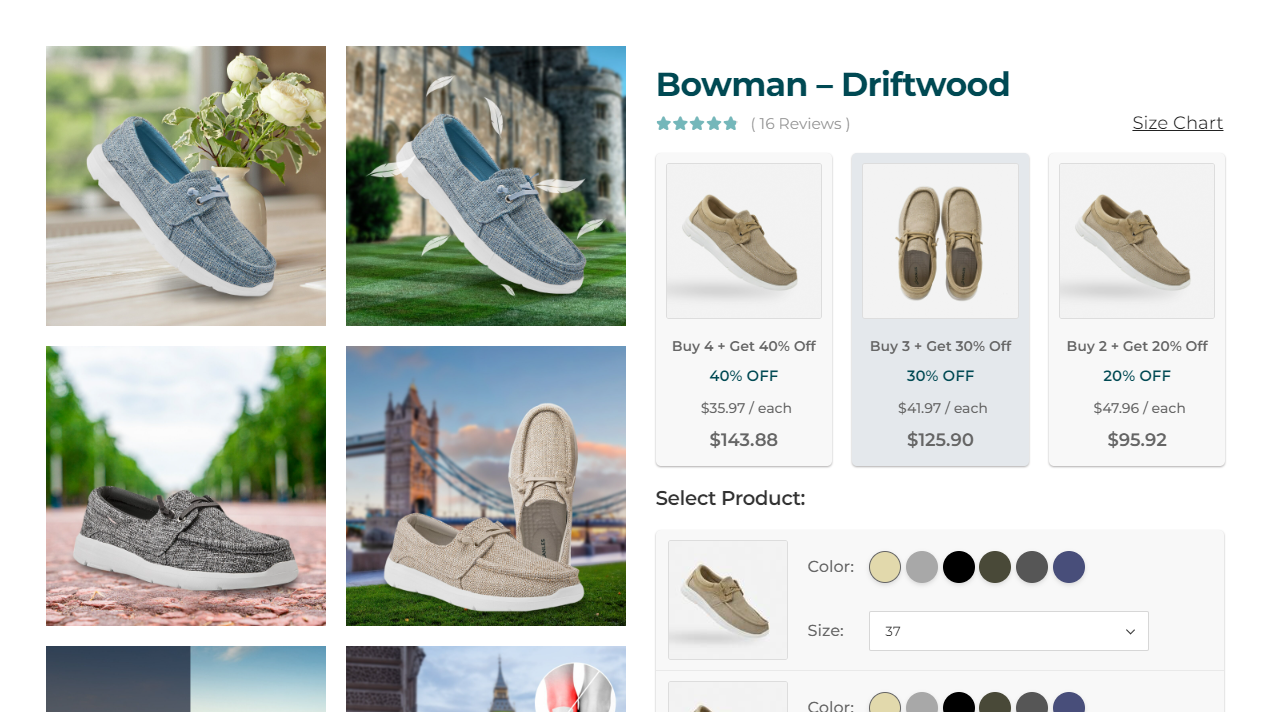 Bowman – Driftwood
( 16 Reviews )
Size Chart
Buy 4 + Get 40% Off
40% OFF
$35.97 / each
$143.88
Buy 3 + Get 30% Off
30% OFF
$41.97 / each
$125.90
Buy 2 + Get 20% Off
20% OFF
$47.96 / each
$95.92
Select Product:
Color:
Size:
37
Color: